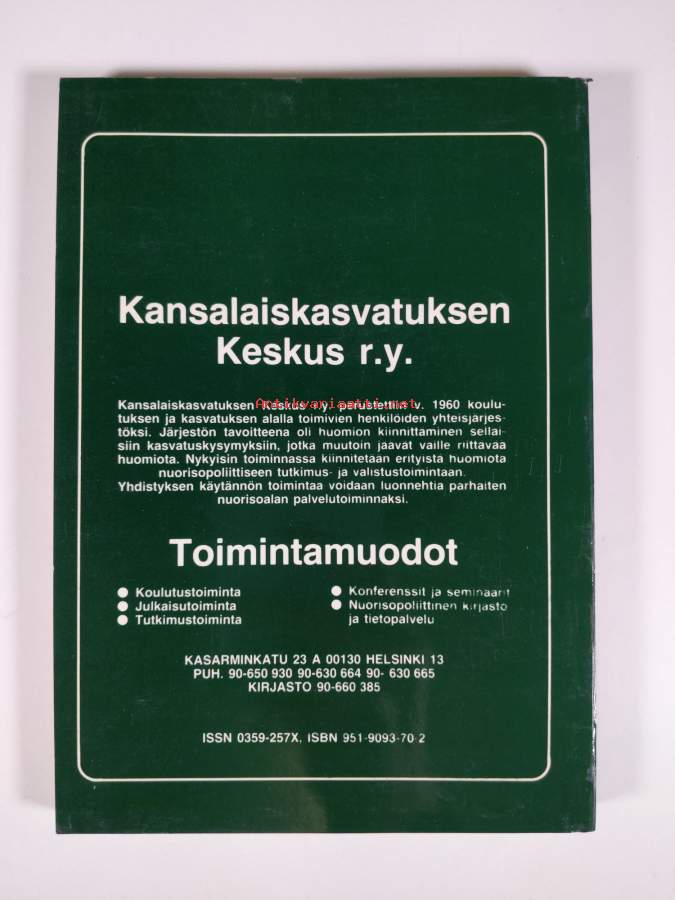 Kansalaiskasvatuksen
Keskus r.y.
Antikvariaatti.net
Kansalaiskasvatuksen Keskus r.y. perustettiin v. 1960 koulu-
tuksen ja kasvatuksen alalla toimivien henkilöiden yhteisjärjes-
töksi. Järjestön tavoitteena oli huomion kiinnittäminen sellai-
siin kasvatuskysymyksiin, jotka muutoin jäävät vaille riittävää
huomiota. Nykyisin toiminnassa kiinnitetään erityistä huomiota
nuorisopoliittiseen tutkimus- ja valistustoimintaan.
Yhdistyksen käytännön toimintaa voidaan luonnehtia parhaiten
nuorisoalan palvelutoiminnaksi.
Toimintamuodot
● Koulutustoiminta
● Julkaisutoiminta
● Tutkimustoiminta
● Konferenssit ja seminaarit
● Nuorisopoliittinen kirjasto
ja tietopalvelu
KASARMINKATU 23 A 00130 HELSINKI 13
PUH. 90-650 930 90-630 664 90- 630 665
KIRJASTO 90-660 385
ISSN 0359-257X, ISBN 951-9093-70-2